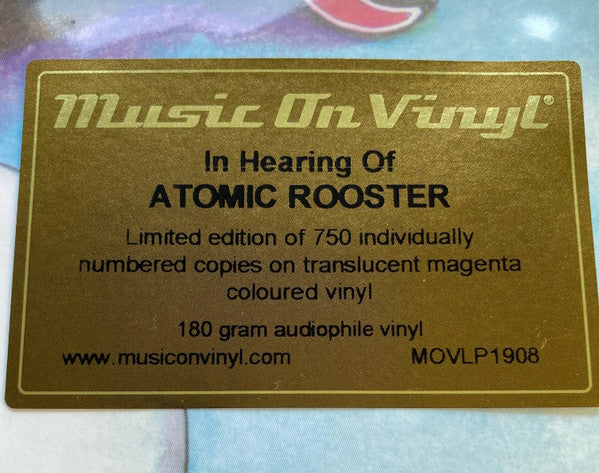 Music On Vinyl®
In Hearing Of
ATOMIC ROOSTER
Limited edition of 750 individually
numbered copies on translucent magenta
coloured vinyl
180 gram audiophile vinyl
www.musiconvinyl.com MOVLP1908